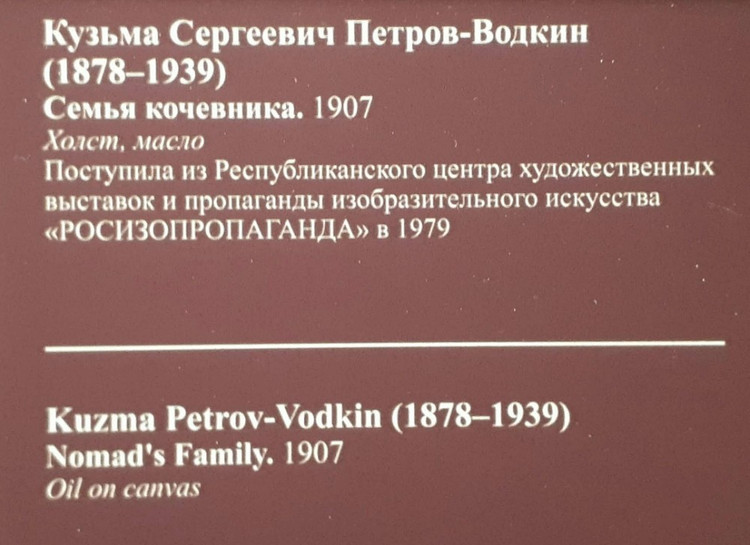 Кузьма Сергеевич Петров-Водкин
(1878–1939)
Семья кочевника. 1907
Холст, масло
Поступила из Республиканского центра художественных
выставок и пропаганды изобразительного искусства
«РОСИЗОПРОПАГАНДА» в 1979
Kuzma Petrov-Vodkin (1878–1939)
Nomad's Family. 1907
Oil on canvas